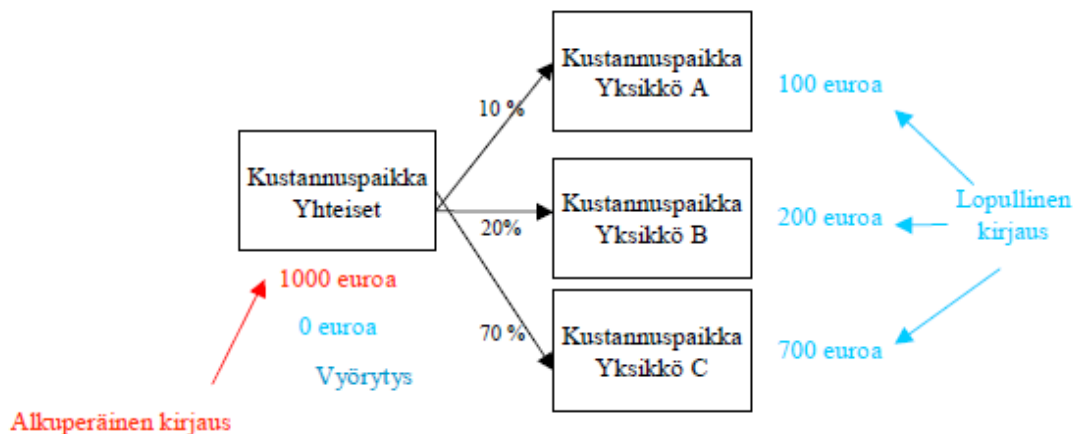 Kustannuspaikka
Yksikkö A
100 euroa
10 %
Kustannuspaikka
Yhteiset
20%
Kustannuspaikka
Yksikkö B
200 euroa
Lopullinen
kirjaus
1000 euroa
0 euroa
Vyörytys
70 %
Kustannuspaikka
Yksikkö C
700 euroa
Alkuperäinen kirjaus